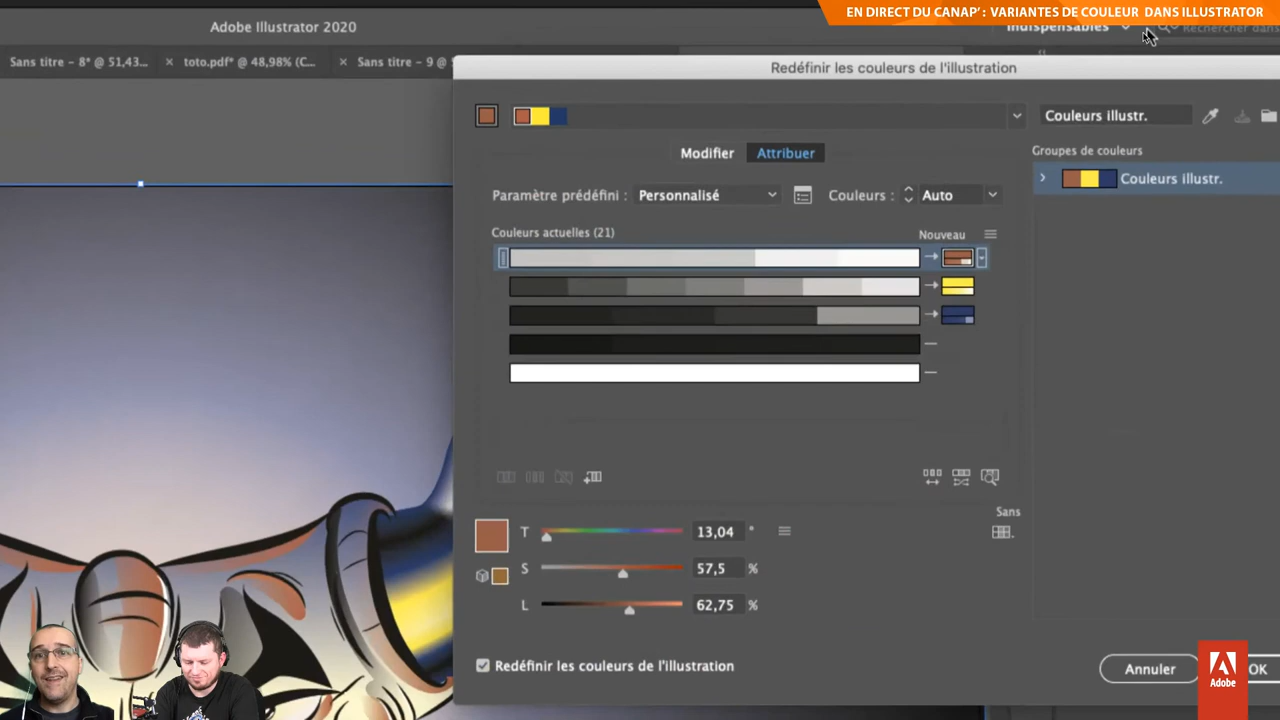 EN DIRECT DU CANAP' : VARIANTES DE COULEUR DANS ILLUSTRATOR
Adobe Illustrator 2020
Indispensables
Rechercher dans
Sans titre – 8* @ 51,43...
× toto.pdf* @ 48,98% (C...
× Sans titre – 9 @
Redéfinir les couleurs de l'illustration
Couleurs illustr.
Modifier
Attribuer
Groupes de couleurs
Couleurs illustr.
Paramètre prédéfini : Personnalisé
Couleurs : Auto
Couleurs actuelles (21)
Nouveau
Sans
T 13,04 °
S 57,5 %
L 62,75 %
Redéfinir les couleurs de l'illustration
Annuler
OK
Adobe